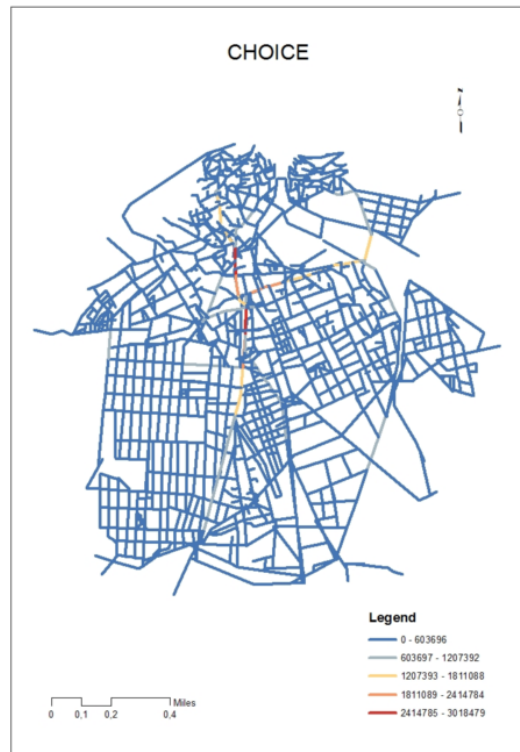 CHOICE
N
Legend
0 - 603696
603697 - 1207392
1207393 - 1811088
1811089 - 2414784
2414785 - 3018479
Miles
0 0,1 0,2 0,4